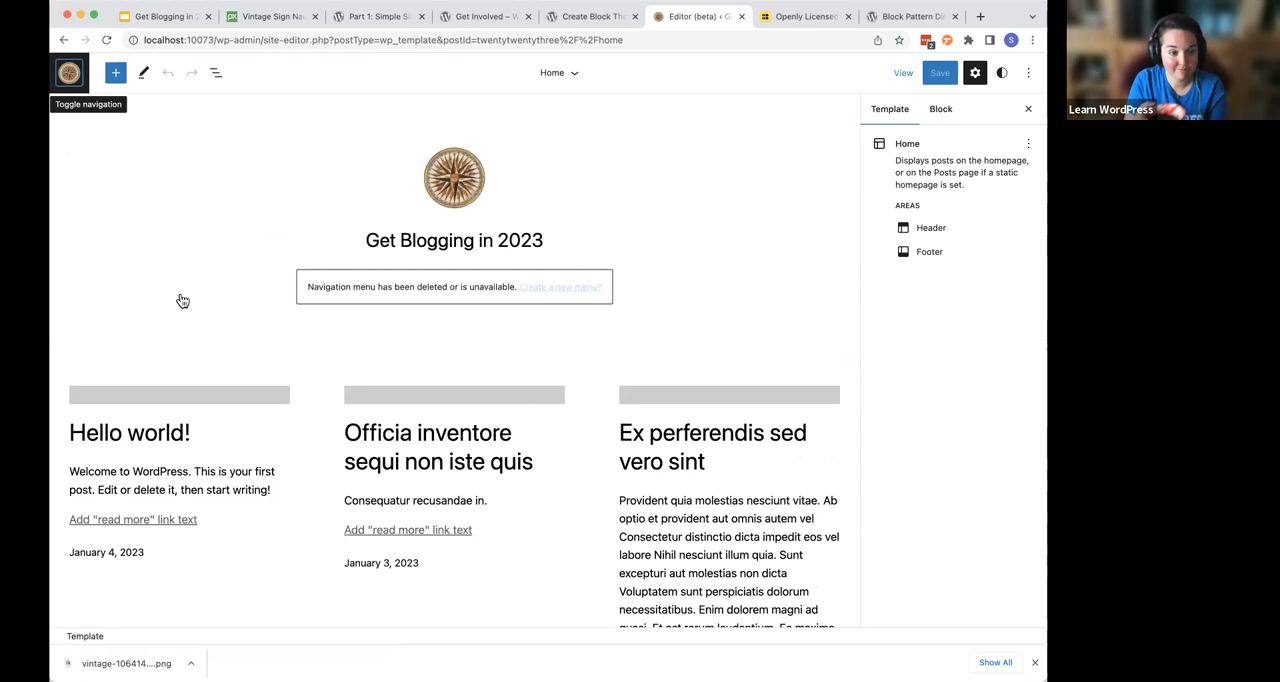 Get Blogging in 2
Vintage Sign Na
Part 1: Simple Si
Get Involved – W
Create Block The
Editor (beta) ‹ G
Openly Licensed
Block Pattern Di
localhost:10073/wp-admin/site-editor.php?postType=wp_template&postId=twentytwentythree%2F%2Fhome
2
S
Learn WordPress
Home
View
Save
Toggle navigation
Template
Block
Home
Displays posts on the homepage,
or on the Posts page if a static
homepage is set.
AREAS
Header
Footer
Get Blogging in 2023
Navigation menu has been deleted or is unavailable. Create a new menu?
Hello world!
Welcome to WordPress. This is your first
post. Edit or delete it, then start writing!
Add "read more" link text
January 4, 2023
Officia inventore
sequi non iste quis
Consequatur recusandae in.
Add "read more" link text
January 3, 2023
Ex perferendis sed
vero sint
Provident quia molestias nesciunt vitae. Ab
optio et provident aut omnis autem vel
Consectetur distinctio dicta impedit eos vel
labore Nihil nesciunt illum quia. Sunt
excepturi aut molestias non dicta
Voluptatem sunt perspiciatis dolorum
necessitatibus. Enim dolorem magni ad
Template
vintage-106414....png
Show All